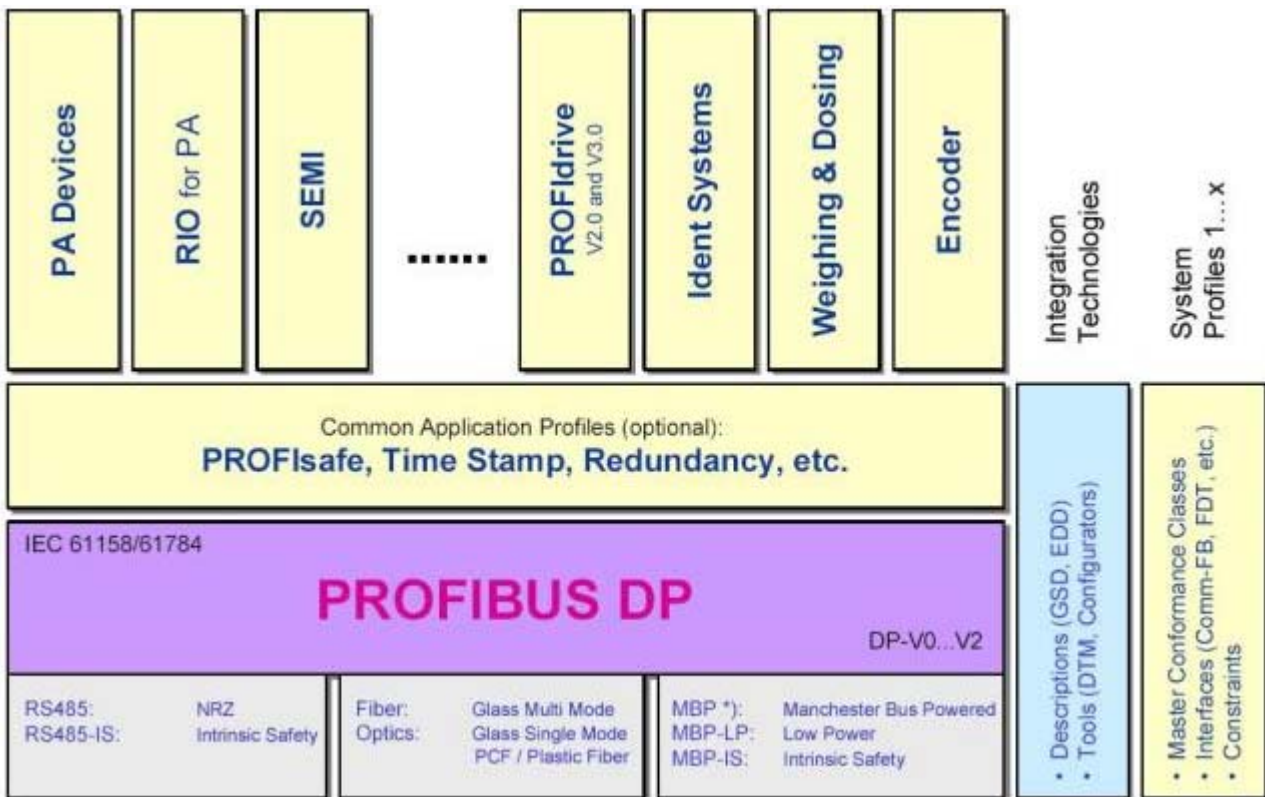 PA Devices
RIO for PA
SEMI
......
PROFIdrive
V2.0 and V3.0
Ident Systems
Weighing & Dosing
Encoder
Integration
Technologies
System
Profiles 1...x
Common Application Profiles (optional):
PROFIsafe, Time Stamp, Redundancy, etc.
IEC 61158/61784
PROFIBUS DP
DP-V0...V2
RS485: NRZ
RS485-IS: Intrinsic Safety
Fiber: Glass Multi Mode
Optics: Glass Single Mode
PCF / Plastic Fiber
MBP *): Manchester Bus Powered
MBP-LP: Low Power
MBP-IS: Intrinsic Safety
• Descriptions (GSD, EDD)
• Tools (DTM, Configurators)
• Master Conformance Classes
• Interfaces (Comm-FB, FDT, etc.)
• Constraints